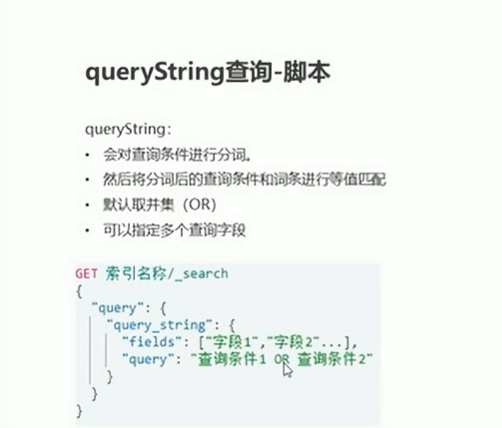 queryString查询-脚本
queryString：
• 会对查询条件进行分词。
• 然后将分词后的查询条件和词条进行等值匹配
• 默认取并集（OR）
• 可以指定多个查询字段
GET 索引名称/_search
{
  "query": {
    "query_string": {
      "fields": ["字段1","字段2"...],
      "query": "查询条件1 OR 查询条件2"
    }
  }
}